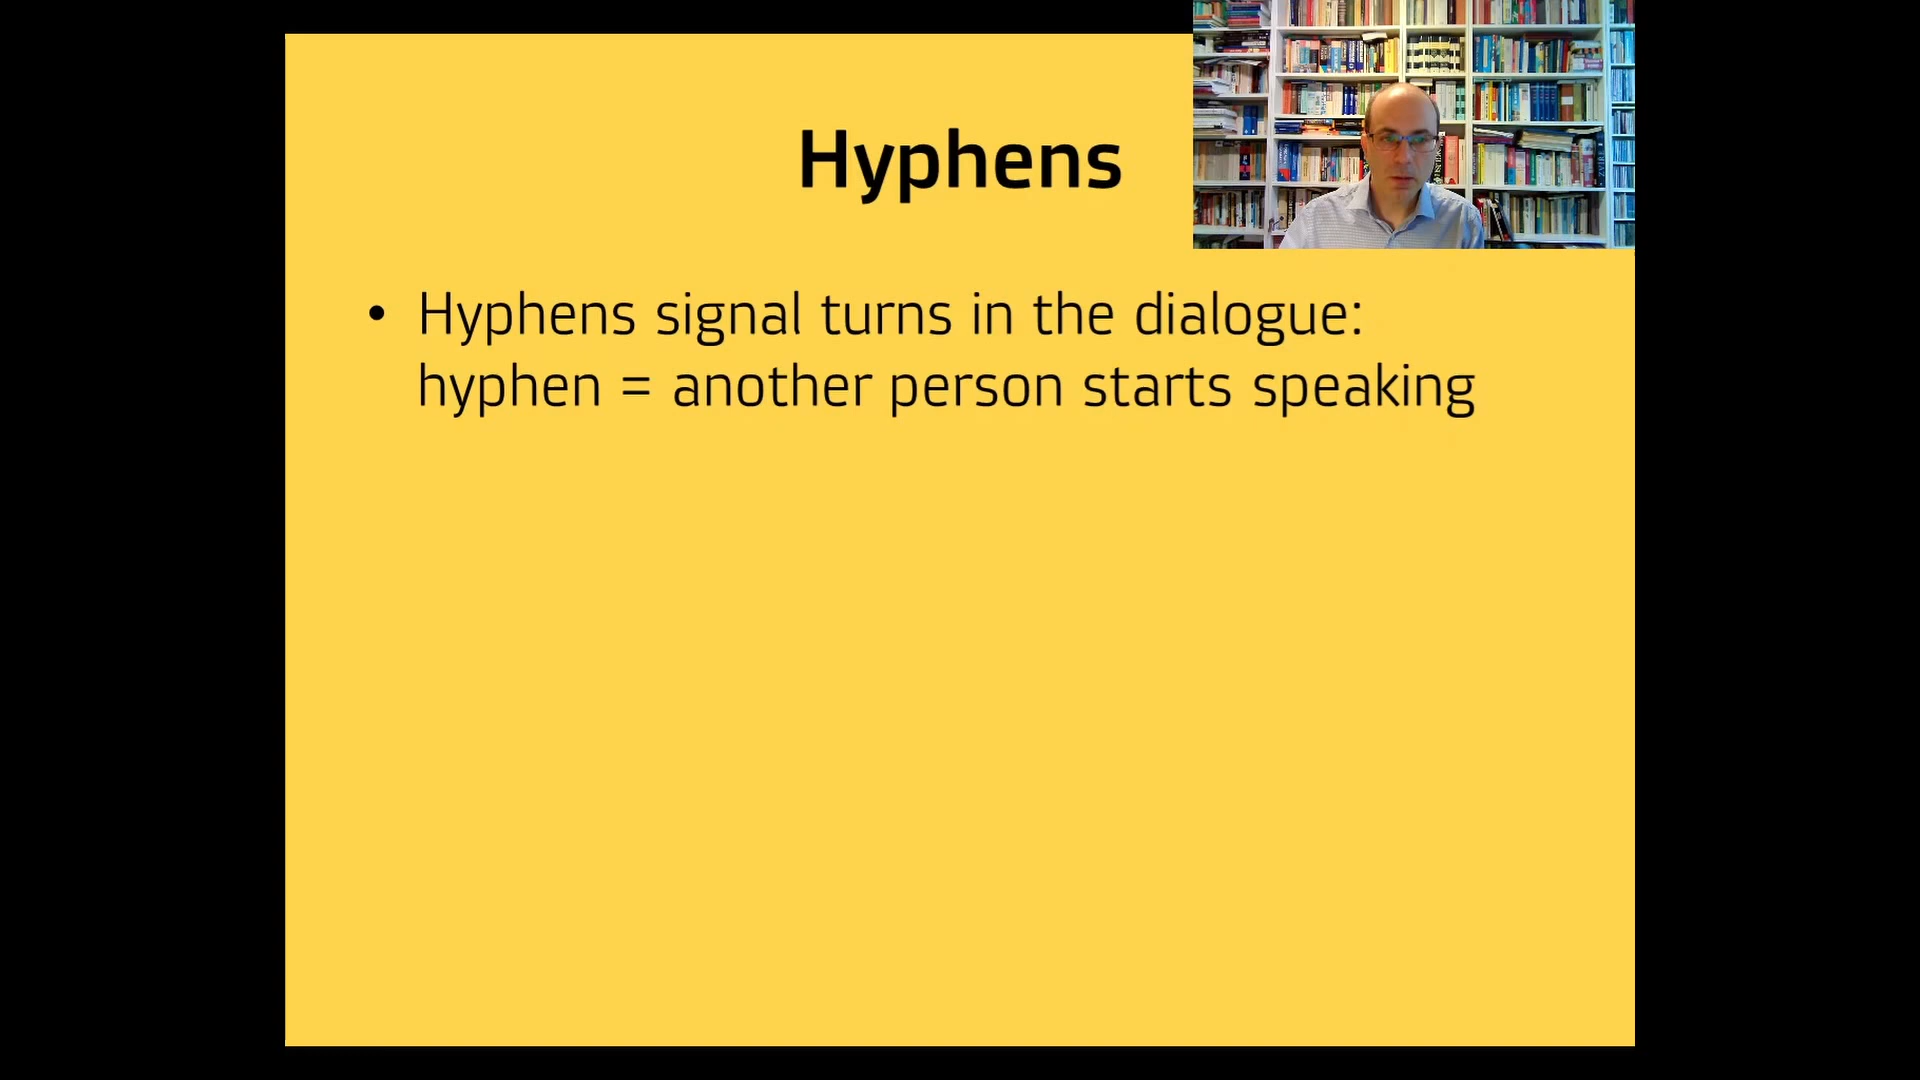 Hyphens
• Hyphens signal turns in the dialogue:
hyphen = another person starts speaking